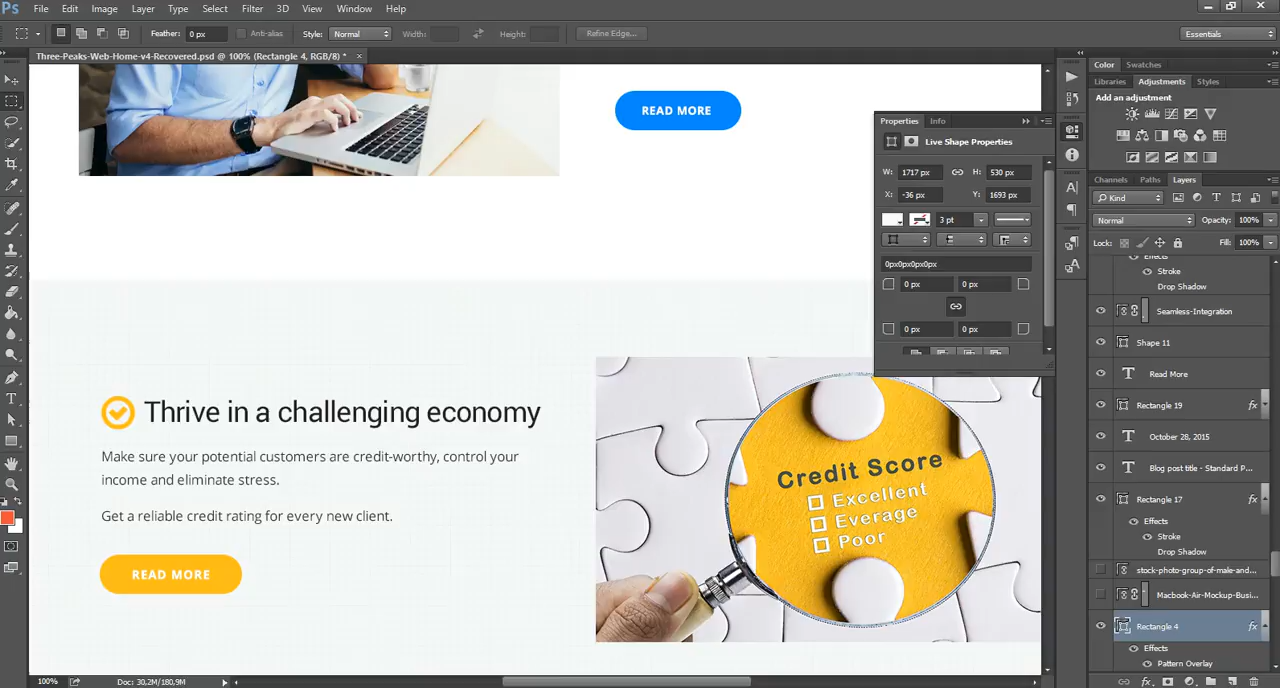 Ps File Edit Image Layer Type Select Filter 3D View Window Help
Feather: 0 px Anti-alias Style: Normal Width: Height: Refine Edge... Essentials
Three-Peaks-Web-Home-v4-Recovered.psd @ 100% (Rectangle 4, RGB/8) * ×
READ MORE
Thrive in a challenging economy
Make sure your potential customers are credit-worthy, control your
income and eliminate stress.
Get a reliable credit rating for every new client.
READ MORE
Credit Score
Excellent
Everage
Poor
Properties Info
Live Shape Properties
W: 1717 px H: 530 px
X: -36 px Y: 1693 px
3 pt
0px0px0px0px
0 px 0 px
0 px 0 px
Color Swatches
Libraries Adjustments Styles
Add an adjustment
Channels Paths Layers
Kind
Normal Opacity: 100%
Lock: Fill: 100%
Effects
Stroke
Drop Shadow
Seamless-Integration
Shape 11
T Read More
Rectangle 19 fx
T October 28, 2015
T Blog post title - Standard P...
Rectangle 17 fx
Effects
Stroke
Drop Shadow
stock-photo-group-of-male-and...
Macbook-Air-Mockup-Busi...
Rectangle 4 fx
Effects
Pattern Overlay
100% Doc: 30,2M/180,9M